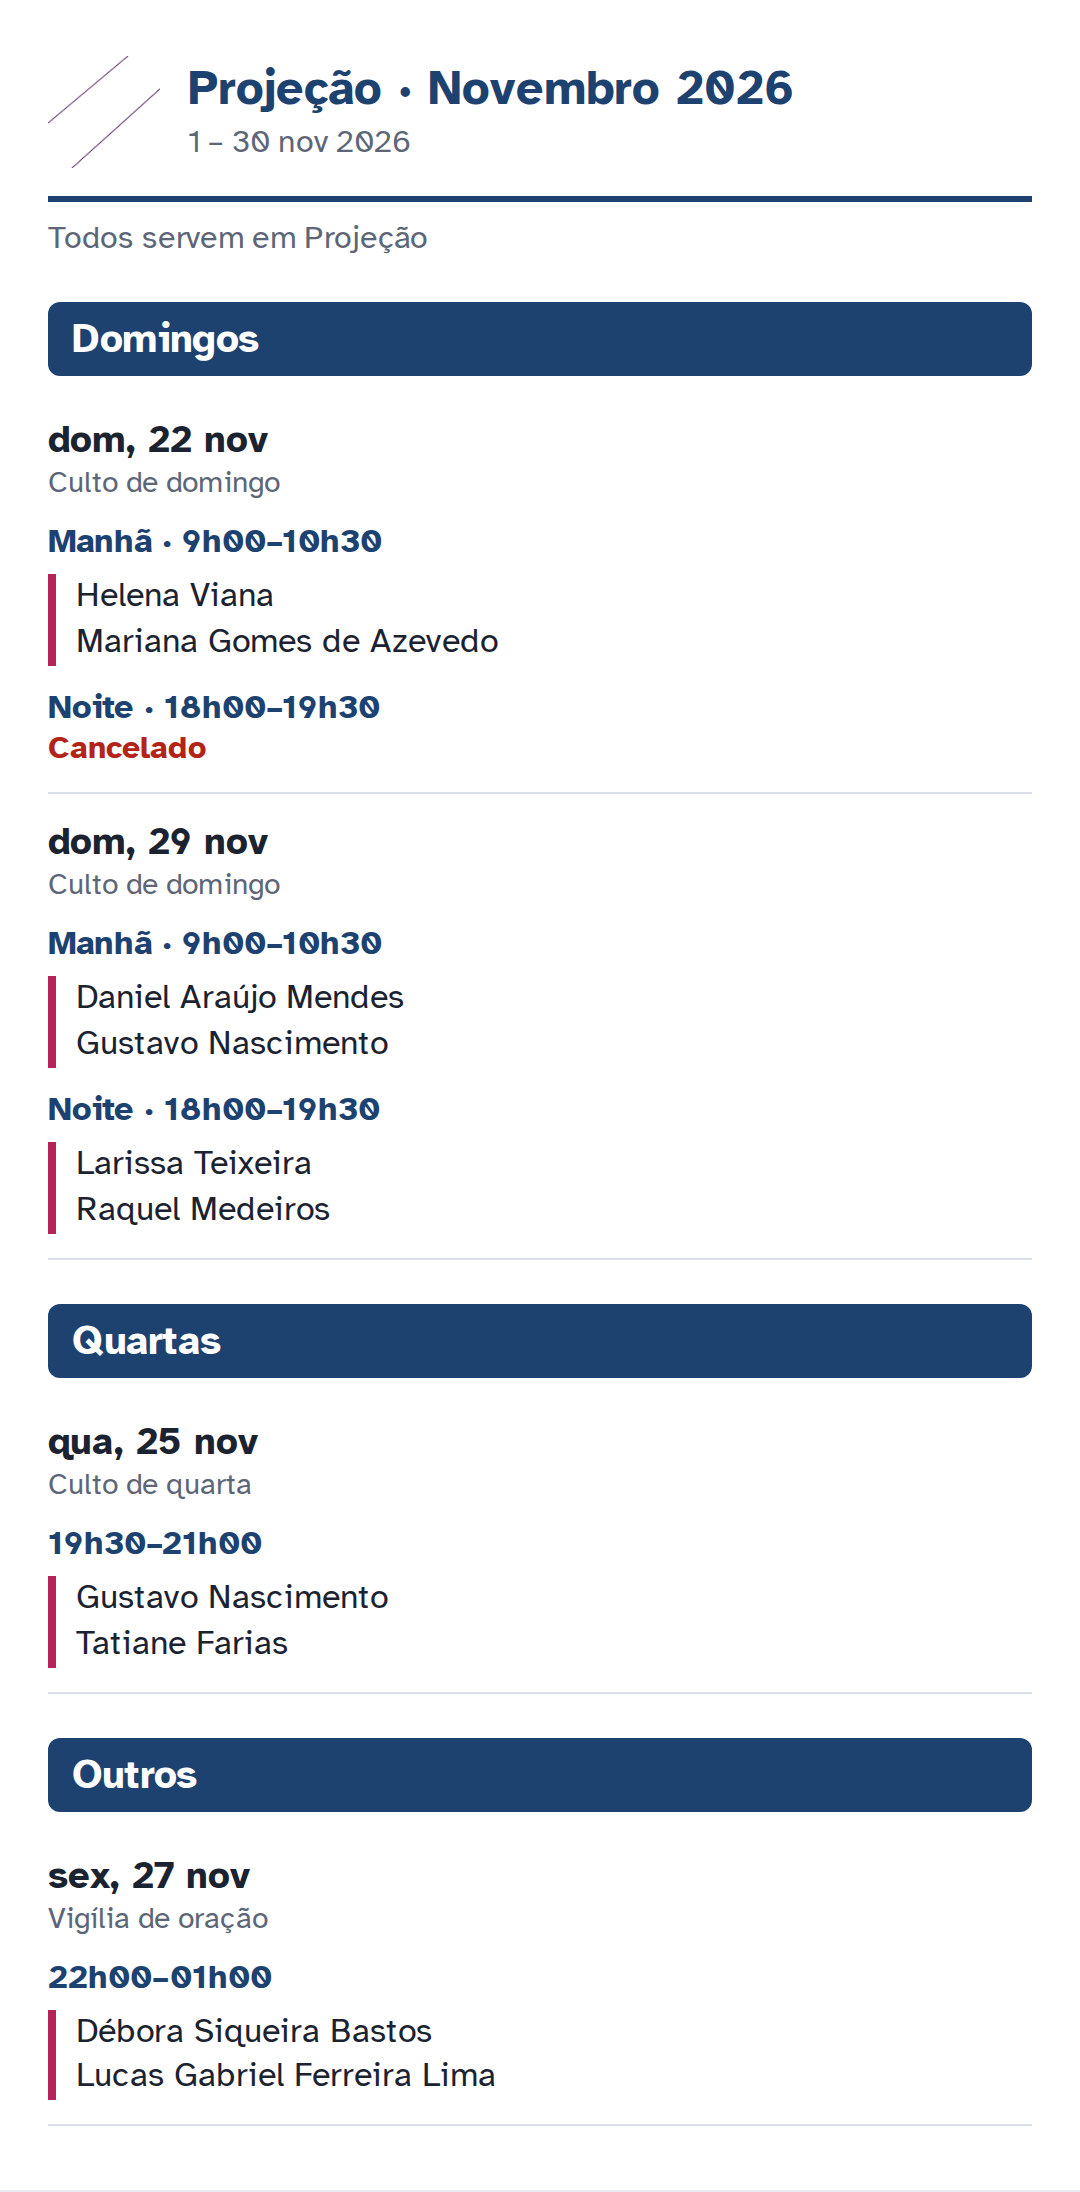 Projeção · Novembro 2026
1 – 30 nov 2026
Todos servem em Projeção
Domingos
dom, 22 nov
Culto de domingo
Manhã · 9h00–10h30
Helena Viana
Mariana Gomes de Azevedo
Noite · 18h00–19h30
Cancelado
dom, 29 nov
Culto de domingo
Manhã · 9h00–10h30
Daniel Araújo Mendes
Gustavo Nascimento
Noite · 18h00–19h30
Larissa Teixeira
Raquel Medeiros
Quartas
qua, 25 nov
Culto de quarta
19h30–21h00
Gustavo Nascimento
Tatiane Farias
Outros
sex, 27 nov
Vigília de oração
22h00–01h00
Débora Siqueira Bastos
Lucas Gabriel Ferreira Lima